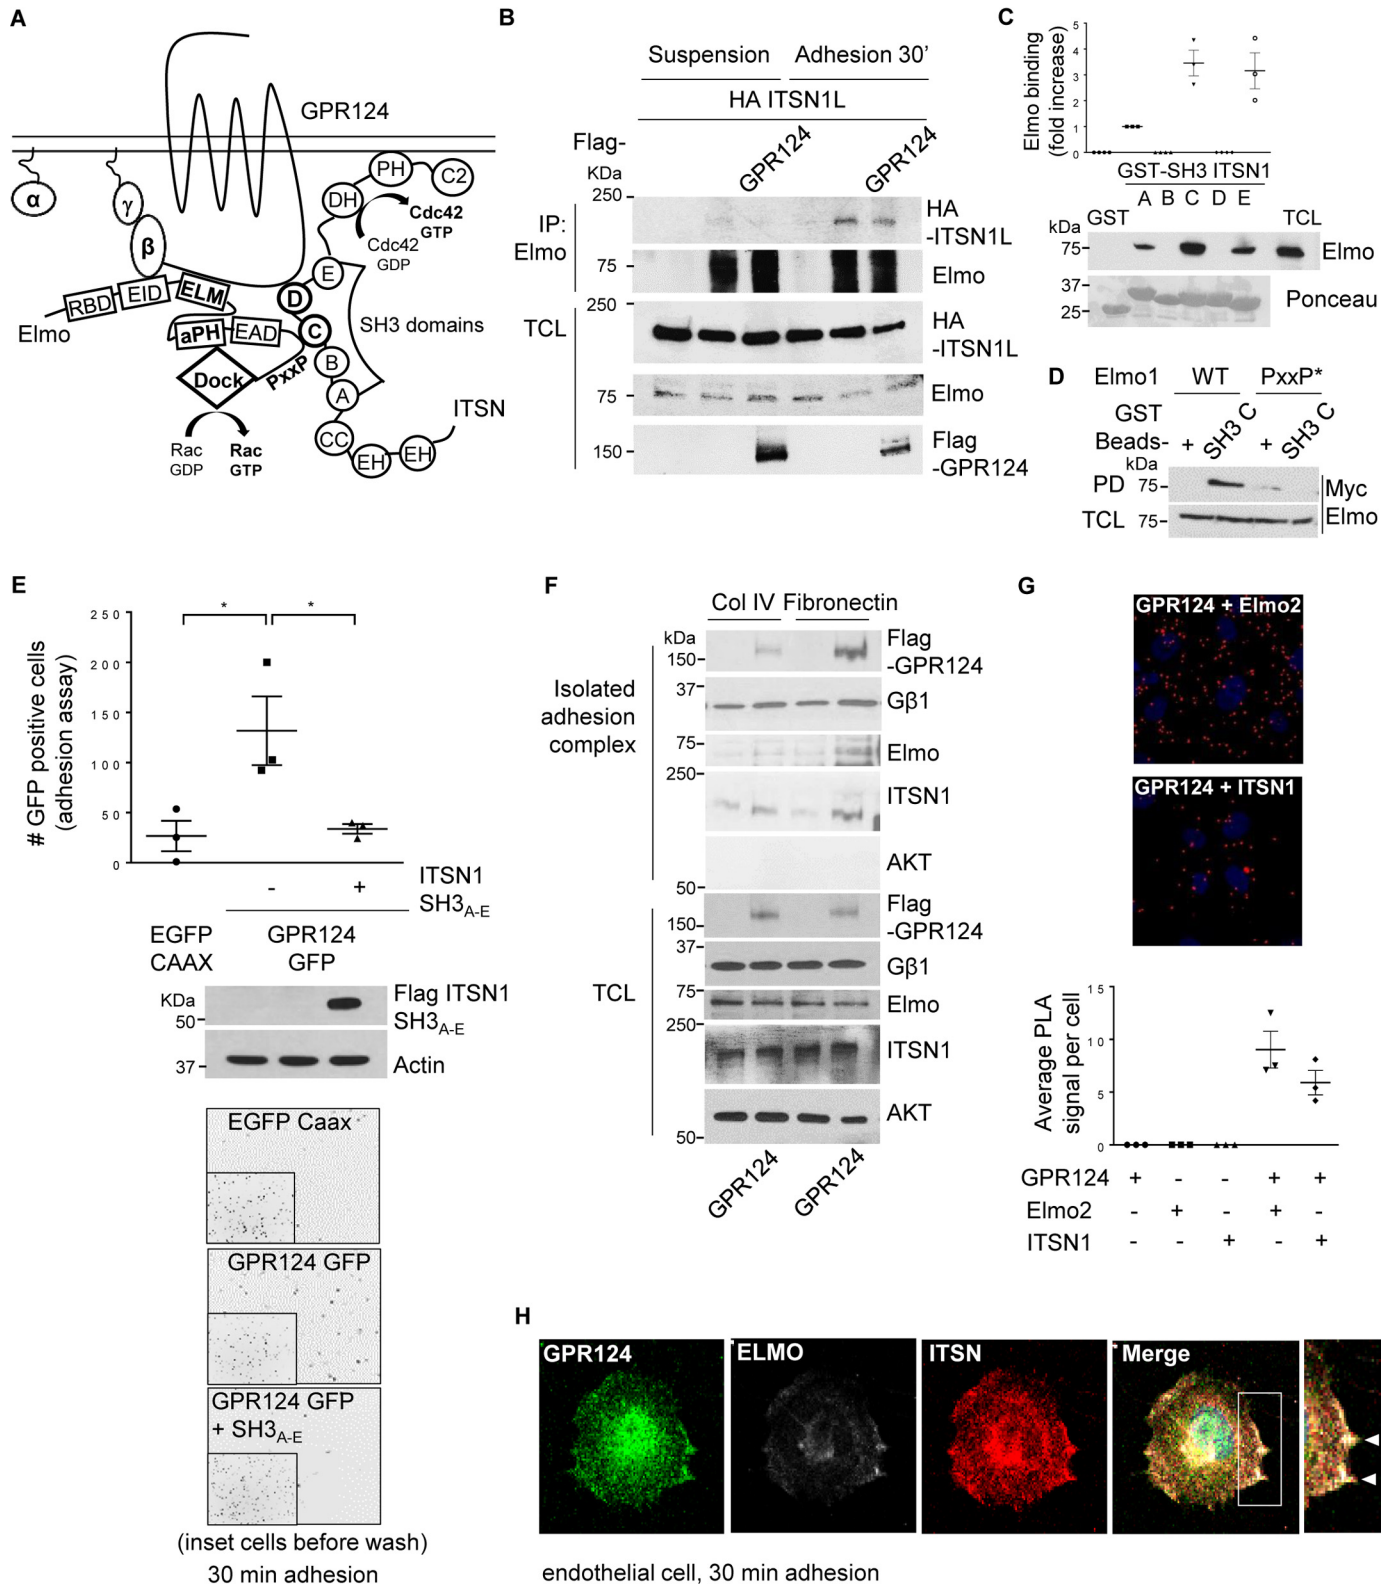 A
GPR124
α
γ
β
RBD
EID
ELM
Elmo
aPH
EAD
Dock
PxxP
Rac
GDP
Rac
GTP
DH
PH
C2
Cdc42
GTP
Cdc42
GDP
E
D
C
B
A
SH3 domains
CC
EH
EH
ITSN
B
Suspension
Adhesion 30’
HA ITSN1L
Flag-
GPR124
GPR124
KDa
250
IP:
Elmo
HA
-ITSN1L
75
Elmo
250
TCL
HA
-ITSN1L
75
Elmo
150
Flag
-GPR124
C
Elmo binding
(fold increase)
5
4
3
2
1
0
GST-SH3 ITSN1
A B C D E
GST
TCL
kDa
75
Elmo
37
25
Ponceau
D
Elmo1 WT PxxP*
GST
Beads- + SH3 C + SH3 C
kDa
PD 75
Myc
Elmo
TCL 75
E
# GFP positive cells
(adhesion assay)
250
200
150
100
50
0
- +
ITSN1
SH3A-E
EGFP
CAAX
GPR124
GFP
KDa
50
Flag ITSN1
SH3A-E
37
Actin
EGFP Caax
GPR124 GFP
GPR124 GFP
+ SH3A-E
(inset cells before wash)
30 min adhesion
F
Col IV Fibronectin
kDa
150
Flag
-GPR124
Isolated
adhesion
complex
37
Gβ1
75
Elmo
250
ITSN1
AKT
50
TCL
150
Flag
-GPR124
37
Gβ1
75
Elmo
250
ITSN1
AKT
50
GPR124
GPR124
G
GPR124 + Elmo2
GPR124 + ITSN1
Average PLA
signal per cell
15
10
5
0
GPR124 + - - + +
Elmo2 - + - + -
ITSN1 - - + - +
H
GPR124
ELMO
ITSN
Merge
endothelial cell, 30 min adhesion